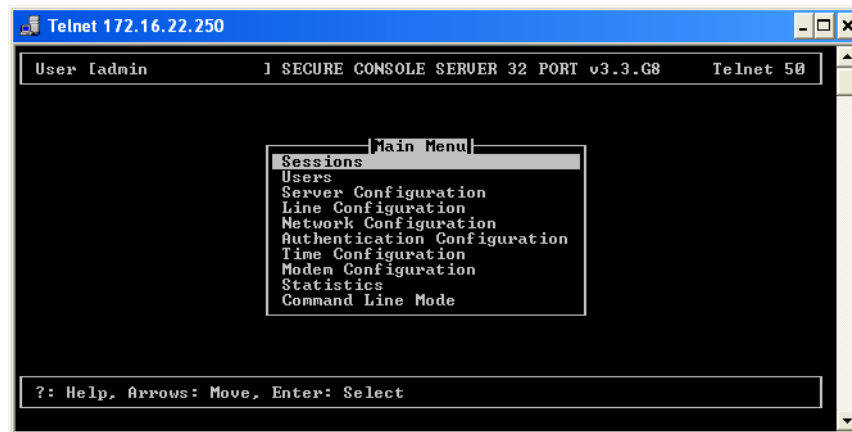 Telnet 172.16.22.250
User [admin ] SECURE CONSOLE SERVER 32 PORT v3.3.G8 Telnet 50
Main Menu
Sessions
Users
Server Configuration
Line Configuration
Network Configuration
Authentication Configuration
Time Configuration
Modem Configuration
Statistics
Command Line Mode
?: Help, Arrows: Move, Enter: Select